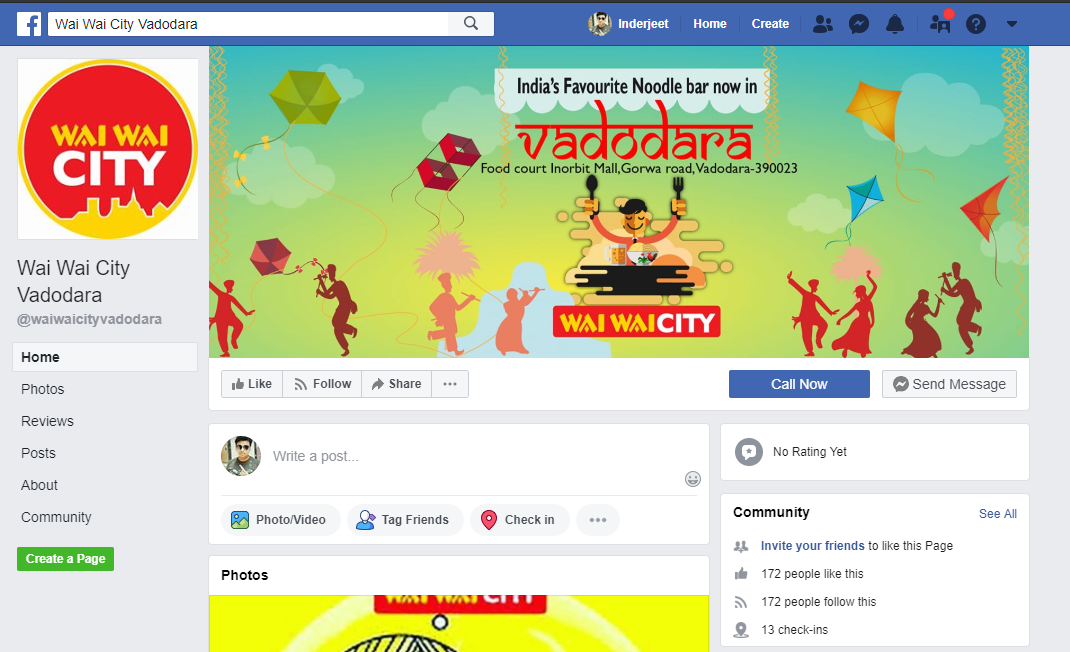 f
Wai Wai City Vadodara
Inderjeet
Home
Create
WAI WAI
CITY
Wai Wai City
Vadodara
@waiwaicityvadodara
Home
Photos
Reviews
Posts
About
Community
Create a Page
India's Favourite Noodle bar now in
vadodara
Food court Inorbit Mall,Gorwa road,Vadodara-390023
WAI WAI CITY
Like
Follow
Share
Call Now
Send Message
Write a post...
Photo/Video
Tag Friends
Check in
Photos
WAI WAI CITY
No Rating Yet
Community
See All
Invite your friends to like this Page
172 people like this
172 people follow this
13 check-ins